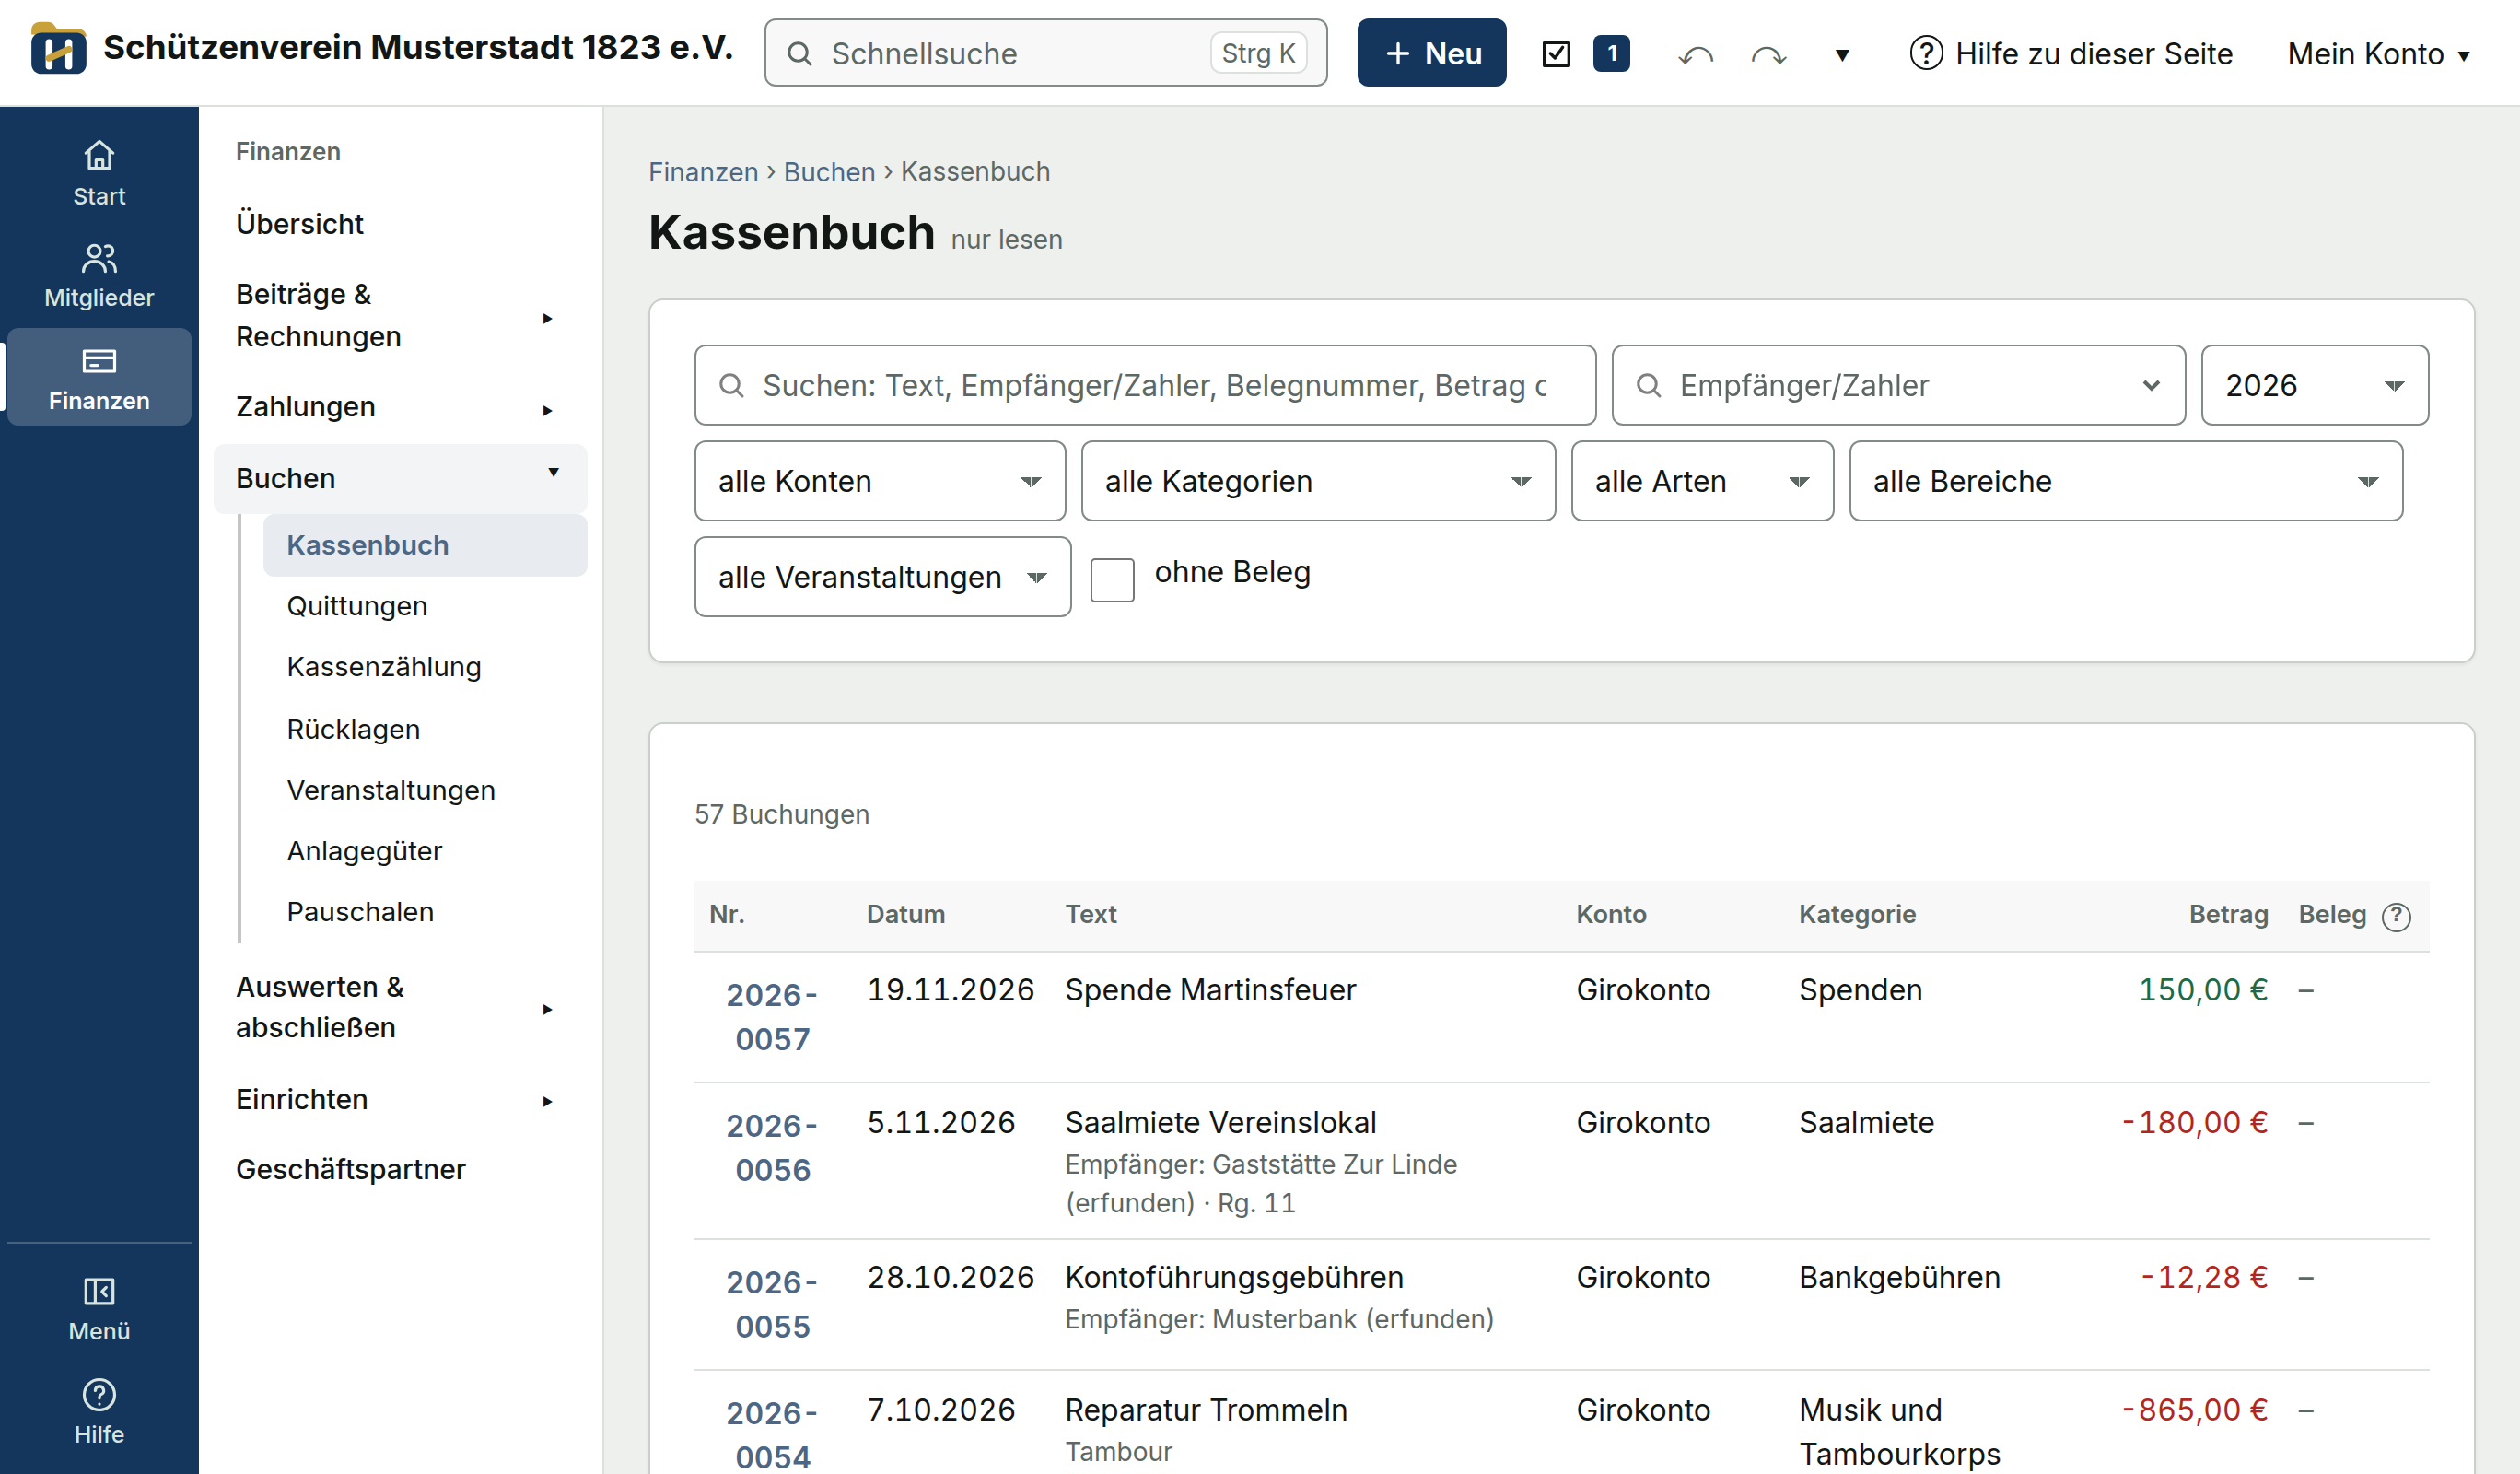 Schützenverein Musterstadt 1823 e.V.
Schnellsuche
Strg K
Neu
1
Hilfe zu dieser Seite
Mein Konto
Start
Mitglieder
Finanzen
Menü
Hilfe
Finanzen
Übersicht
Beiträge &
Rechnungen
Zahlungen
Buchen
Kassenbuch
Quittungen
Kassenzählung
Rücklagen
Veranstaltungen
Anlagegüter
Pauschalen
Auswerten &
abschließen
Einrichten
Geschäftspartner
Finanzen › Buchen › Kassenbuch
Kassenbuch nur lesen
Suchen: Text, Empfänger/Zahler, Belegnummer, Betrag
Empfänger/Zahler
2026
alle Konten
alle Kategorien
alle Arten
alle Bereiche
alle Veranstaltungen
ohne Beleg
57 Buchungen
Nr. Datum Text Konto Kategorie Betrag Beleg ?
2026-0057 19.11.2026 Spende Martinsfeuer Girokonto Spenden 150,00 € –
2026-0056 5.11.2026 Saalmiete Vereinslokal Girokonto Saalmiete -180,00 € –
Empfänger: Gaststätte Zur Linde
(erfunden) · Rg. 11
2026-0055 28.10.2026 Kontoführungsgebühren Girokonto Bankgebühren -12,28 € –
Empfänger: Musterbank (erfunden)
2026-0054 7.10.2026 Reparatur Trommeln Girokonto Musik und Tambourkorps -865,00 € –
Tambour